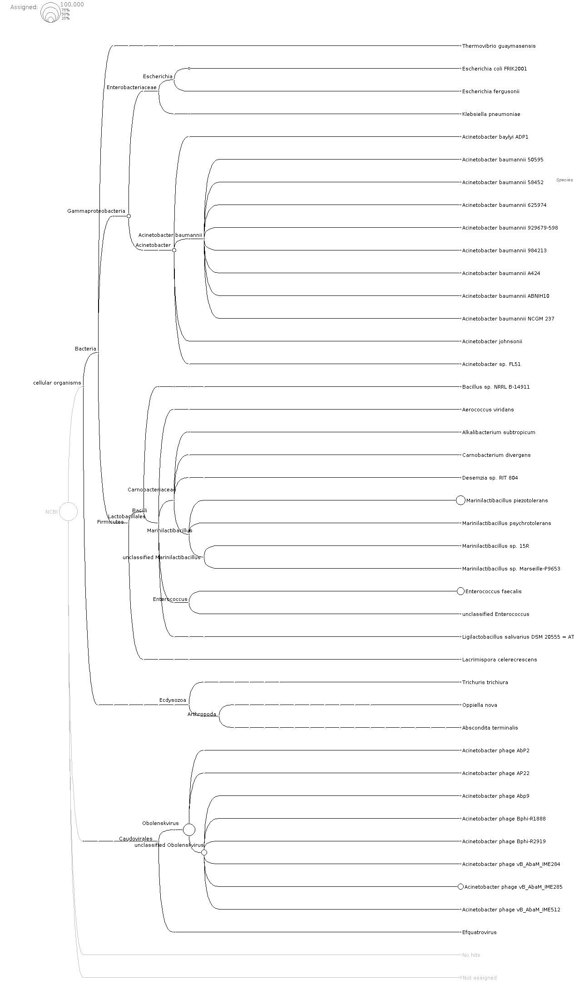 Assigned:
100,000
75%
50%
25%
Thermovibrio guaymasensis
Escherichia coli FRIK2001
Escherichia
Enterobacteriaceae
Escherichia fergusonii
Klebsiella pneumoniae
Acinetobacter baylyi ADP1
Acinetobacter baumannii 50595
Species
Acinetobacter baumannii 58452
Acinetobacter baumannii 625974
Gammaproteobacteria
Acinetobacter baumannii 929679-598
Acinetobacter baumannii
Acinetobacter
Acinetobacter baumannii 984213
Acinetobacter baumannii A424
Acinetobacter baumannii ABNIH10
Acinetobacter baumannii NCGM 237
Acinetobacter johnsonii
Bacteria
Acinetobacter sp. FL51
cellular organisms
Bacillus sp. NRRL B-14911
Aerococcus viridans
Alkalibacterium subtropicum
Carnobacterium divergens
Desemzia sp. RIT 804
Carnobacteriaceae
Marinilactibacillus piezotolerans
NCBI
Bacilli
Lactobacillales
Firmicutes
Marinilactibacillus psychrotolerans
Marinilactibacillus
Marinilactibacillus sp. 15R
unclassified Marinilactibacillus
Marinilactibacillus sp. Marseille-P9653
Enterococcus faecalis
Enterococcus
unclassified Enterococcus
Ligilactobacillus salivarius DSM 20555 = AT
Lacrimispora celerecrescens
Trichuris trichiura
Ecdysozoa
Oppiella nova
Arthropoda
Abscondita terminalis
Acinetobacter phage AbP2
Acinetobacter phage AP22
Acinetobacter phage Abp9
Acinetobacter phage Bphi-R1888
Obolenskvirus
Caudovirales
Acinetobacter phage Bphi-R2919
unclassified Obolenskvirus
Acinetobacter phage vB_AbaM_IME284
Acinetobacter phage vB_AbaM_IME285
Acinetobacter phage vB_AbaM_IME512
Efquatrovirus
No hits
Not assigned